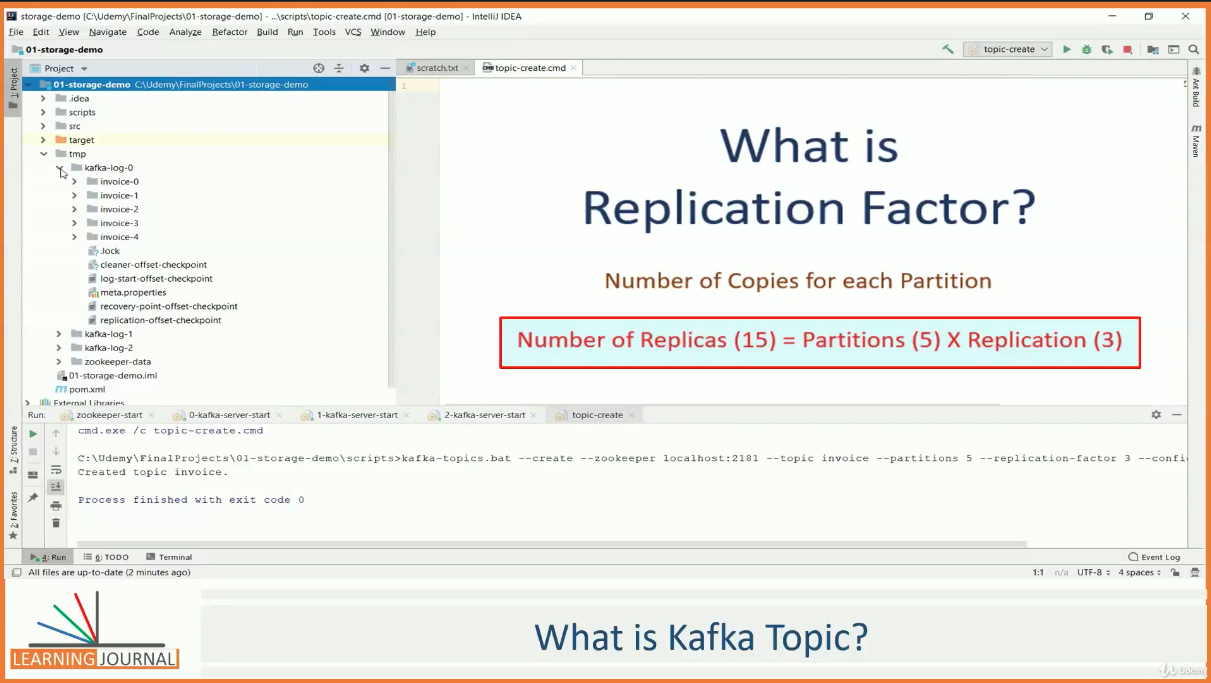 storage-demo [C:\Udemy\FinalProjects\01-storage-demo] - ...\scripts\topic-create.cmd [01-storage-demo] - IntelliJ IDEA
File Edit View Navigate Code Analyze Refactor Build Run Tools VCS Window Help
01-storage-demo
topic-create
Project
scratch.txt
topic-create.cmd
1: Project
Ant Build
Maven
01-storage-demo C:\Udemy\FinalProjects\01-storage-demo
.idea
scripts
src
target
tmp
kafka-log-0
invoice-0
invoice-1
invoice-2
invoice-3
invoice-4
.lock
cleaner-offset-checkpoint
log-start-offset-checkpoint
meta.properties
recovery-point-offset-checkpoint
replication-offset-checkpoint
kafka-log-1
kafka-log-2
zookeeper-data
01-storage-demo.iml
pom.xml
External Libraries
1
What is
Replication Factor?
Number of Copies for each Partition
Number of Replicas (15) = Partitions (5) X Replication (3)
Run: zookeeper-start 0-kafka-server-start 1-kafka-server-start 2-kafka-server-start topic-create
cmd.exe /c topic-create.cmd
C:\Udemy\FinalProjects\01-storage-demo\scripts>kafka-topics.bat --create --zookeeper localhost:2181 --topic invoice --partitions 5 --replication-factor 3 --confi
Created topic invoice.
Process finished with exit code 0
Z: Structure
2: Favorites
4: Run 6: TODO Terminal Event Log
All files are up-to-date (2 minutes ago) 1:1 n/a UTF-8 4 spaces
LEARNING JOURNAL
What is Kafka Topic?
Udemy